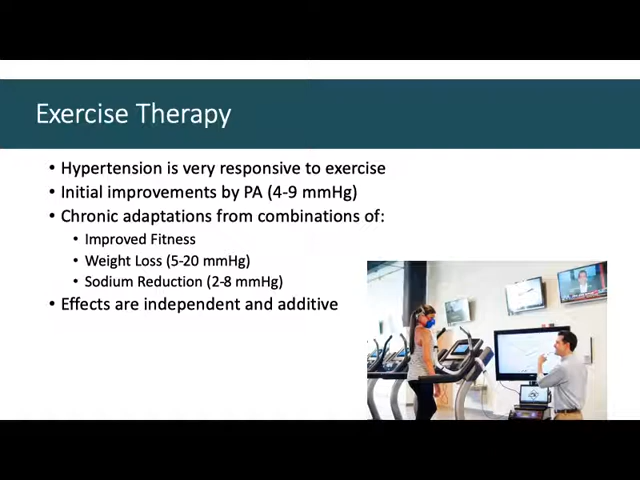 Exercise Therapy
• Hypertension is very responsive to exercise
• Initial improvements by PA (4-9 mmHg)
• Chronic adaptations from combinations of:
• Improved Fitness
• Weight Loss (5-20 mmHg)
• Sodium Reduction (2-8 mmHg)
• Effects are independent and additive